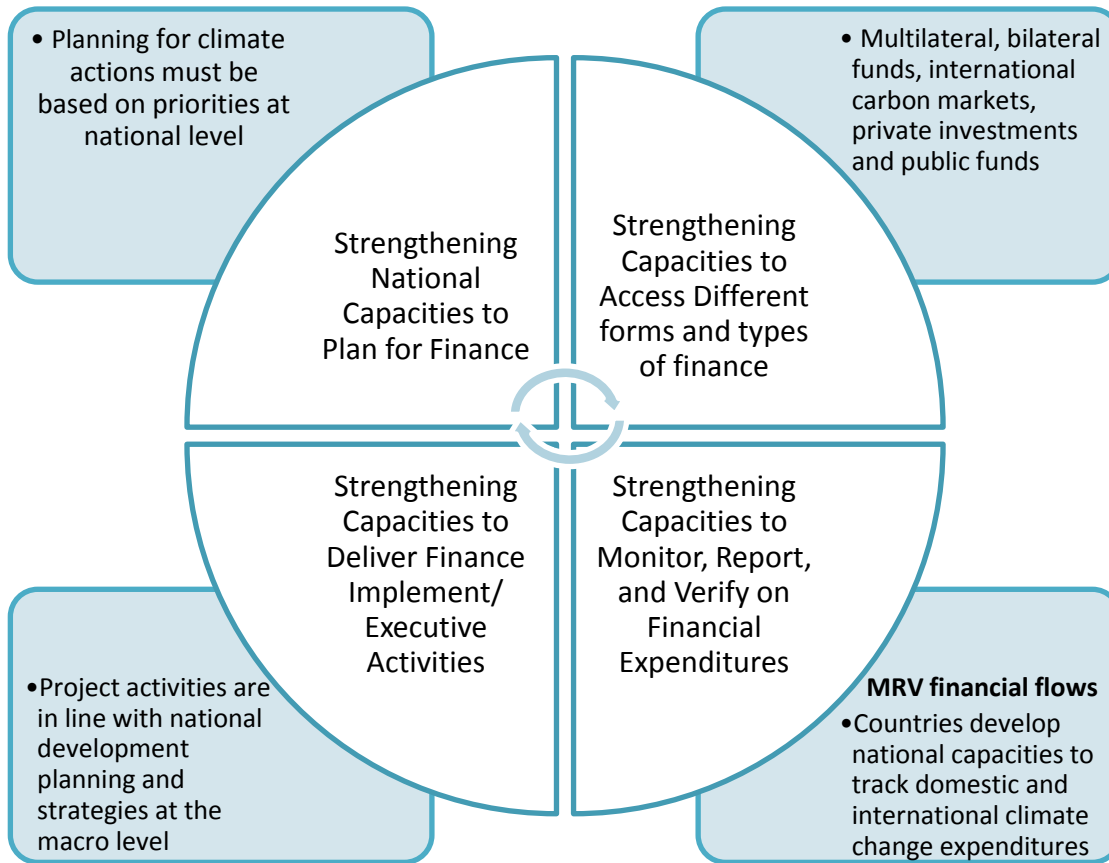 • Planning for climate
actions must be
based on priorities at
national level
• Multilateral, bilateral
funds, international
carbon markets,
private investments
and public funds
Strengthening
National
Capacities to
Plan for Finance
Strengthening
Capacities to
Access Different
forms and types
of finance
Strengthening
Capacities to
Deliver Finance
Implement/
Executive
Activities
Strengthening
Capacities to
Monitor, Report,
and Verify on
Financial
Expenditures
•Project activities are
in line with national
development
planning and
strategies at the
macro level
MRV financial flows
•Countries develop
national capacities to
track domestic and
international climate
change expenditures